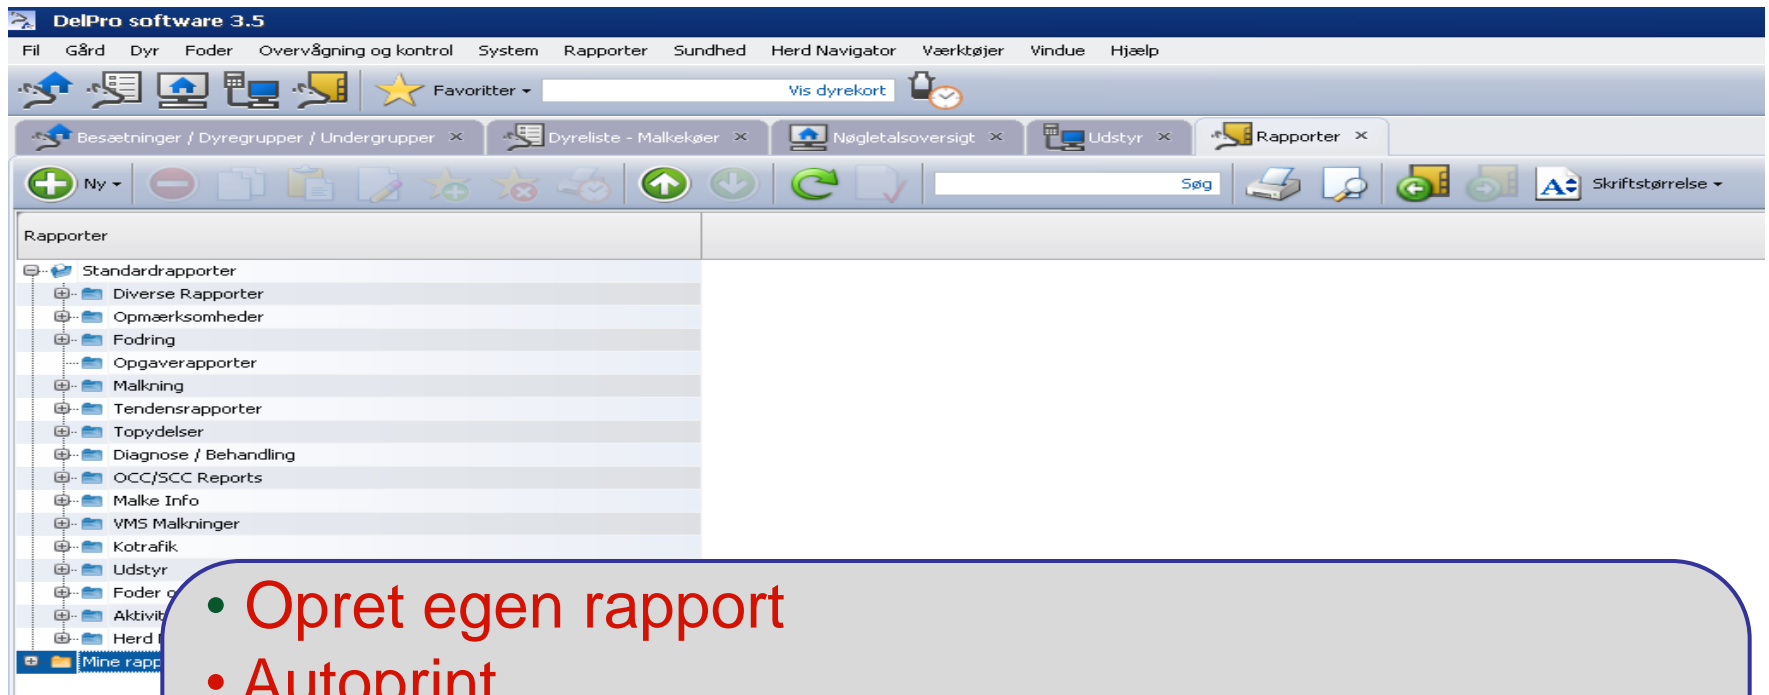 DelPro software 3.5
Fil Gård Dyr Foder Overvågning og kontrol System Rapporter Sundhed Herd Navigator Værktøjer Vindue Hjælp
Favoritter Vis dyrekort
Besætninger / Dyregrupper / Undergrupper Dyreliste - Malkekøer Nøgletalsoversigt Udstyr Rapporter
Ny Søg A Skriftstørrelse
Rapporter
Standardrapporter
Diverse Rapporter
Opmærksomheder
Fodring
Opgaverapporter
Malkning
Tendensrapporter
Topydelser
Diagnose / Behandling
OCC/SCC Reports
Malke Info
VMS Malkninger
Kotrafik
Udstyr
Foder
Herd
Mine
• Opret egen rapport
• Autoprint